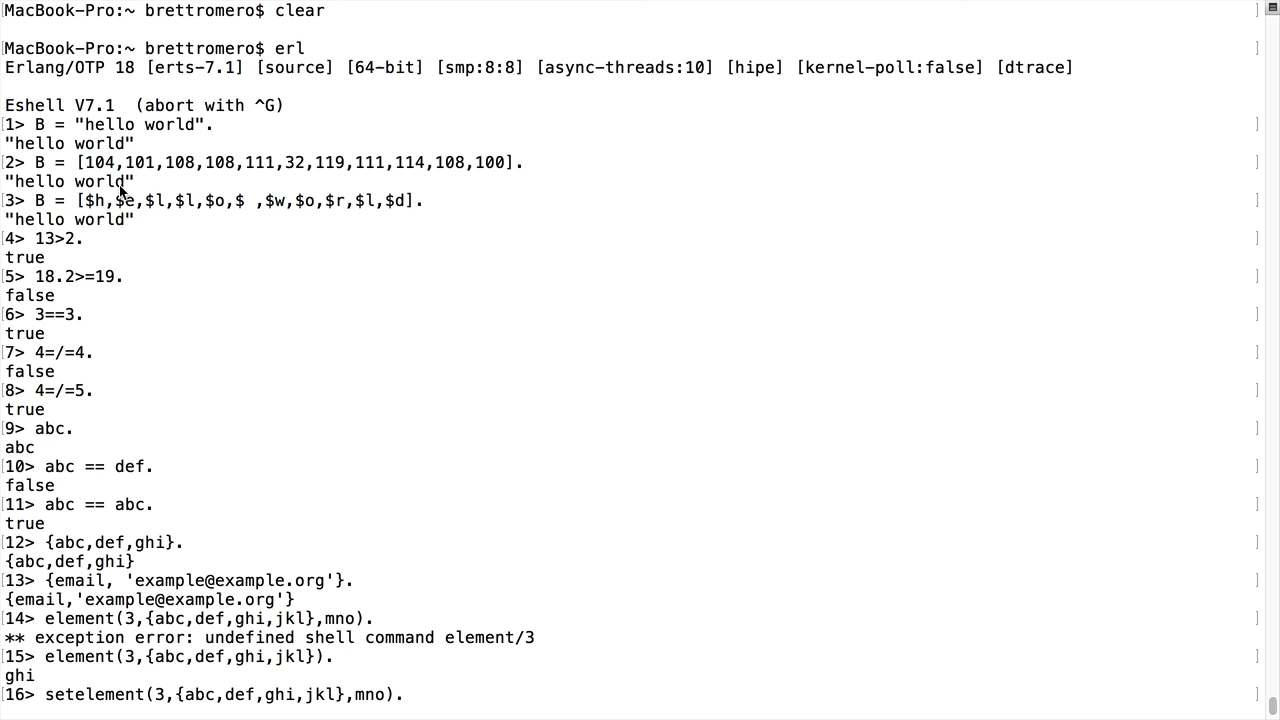 [MacBook-Pro:~ brettromero$ clear ]
[MacBook-Pro:~ brettromero$ erl ]
Erlang/OTP 18 [erts-7.1] [source] [64-bit] [smp:8:8] [async-threads:10] [hipe] [kernel-poll:false] [dtrace]
Eshell V7.1  (abort with ^G)
[1> B = "hello world". ]
"hello world"
[2> B = [104,101,108,108,111,32,119,111,114,108,100]. ]
"hello world"
[3> B = [$h,$e,$l,$l,$o,$ ,$w,$o,$r,$l,$d]. ]
"hello world"
[4> 13>2. ]
true
[5> 18.2>=19. ]
false
[6> 3==3. ]
true
[7> 4=/=4. ]
false
[8> 4=/=5. ]
true
[9> abc. ]
abc
[10> abc == def. ]
false
[11> abc == abc. ]
true
[12> {abc,def,ghi}. ]
{abc,def,ghi}
[13> {email, 'example@example.org'}. ]
{email,'example@example.org'}
[14> element(3,{abc,def,ghi,jkl},mno). ]
** exception error: undefined shell command element/3
[15> element(3,{abc,def,ghi,jkl}). ]
ghi
[16> setelement(3,{abc,def,ghi,jkl},mno). ]